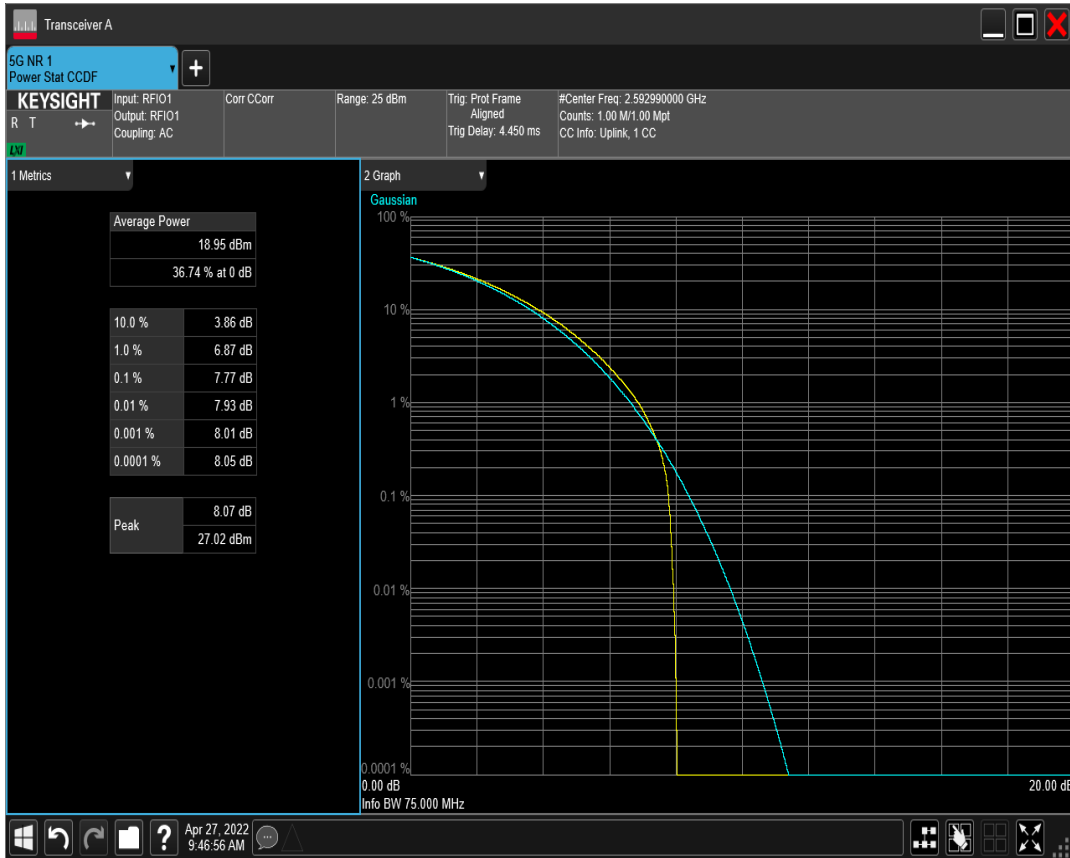 Transceiver A
5G NR 1
Power Stat CCDF
KEYSIGHT
R T
LXI
Input: RFIO1
Output: RFIO1
Coupling: AC
Corr CCorr
Range: 25 dBm
Trig: Prot Frame
Aligned
Trig Delay: 4.450 ms
#Center Freq: 2.592990000 GHz
Counts: 1.00 M/1.00 Mpt
CC Info: Uplink, 1 CC
1 Metrics
Average Power
18.95 dBm
36.74 % at 0 dB
10.0 % 3.86 dB
1.0 % 6.87 dB
0.1 % 7.77 dB
0.01 % 7.93 dB
0.001 % 8.01 dB
0.0001 % 8.05 dB
Peak
8.07 dB
27.02 dBm
2 Graph
Gaussian
100 %
10 %
1 %
0.1 %
0.01 %
0.001 %
0.0001 %
0.00 dB
20.00 dB
Info BW 75.000 MHz
?
Apr 27, 2022
9:46:56 AM